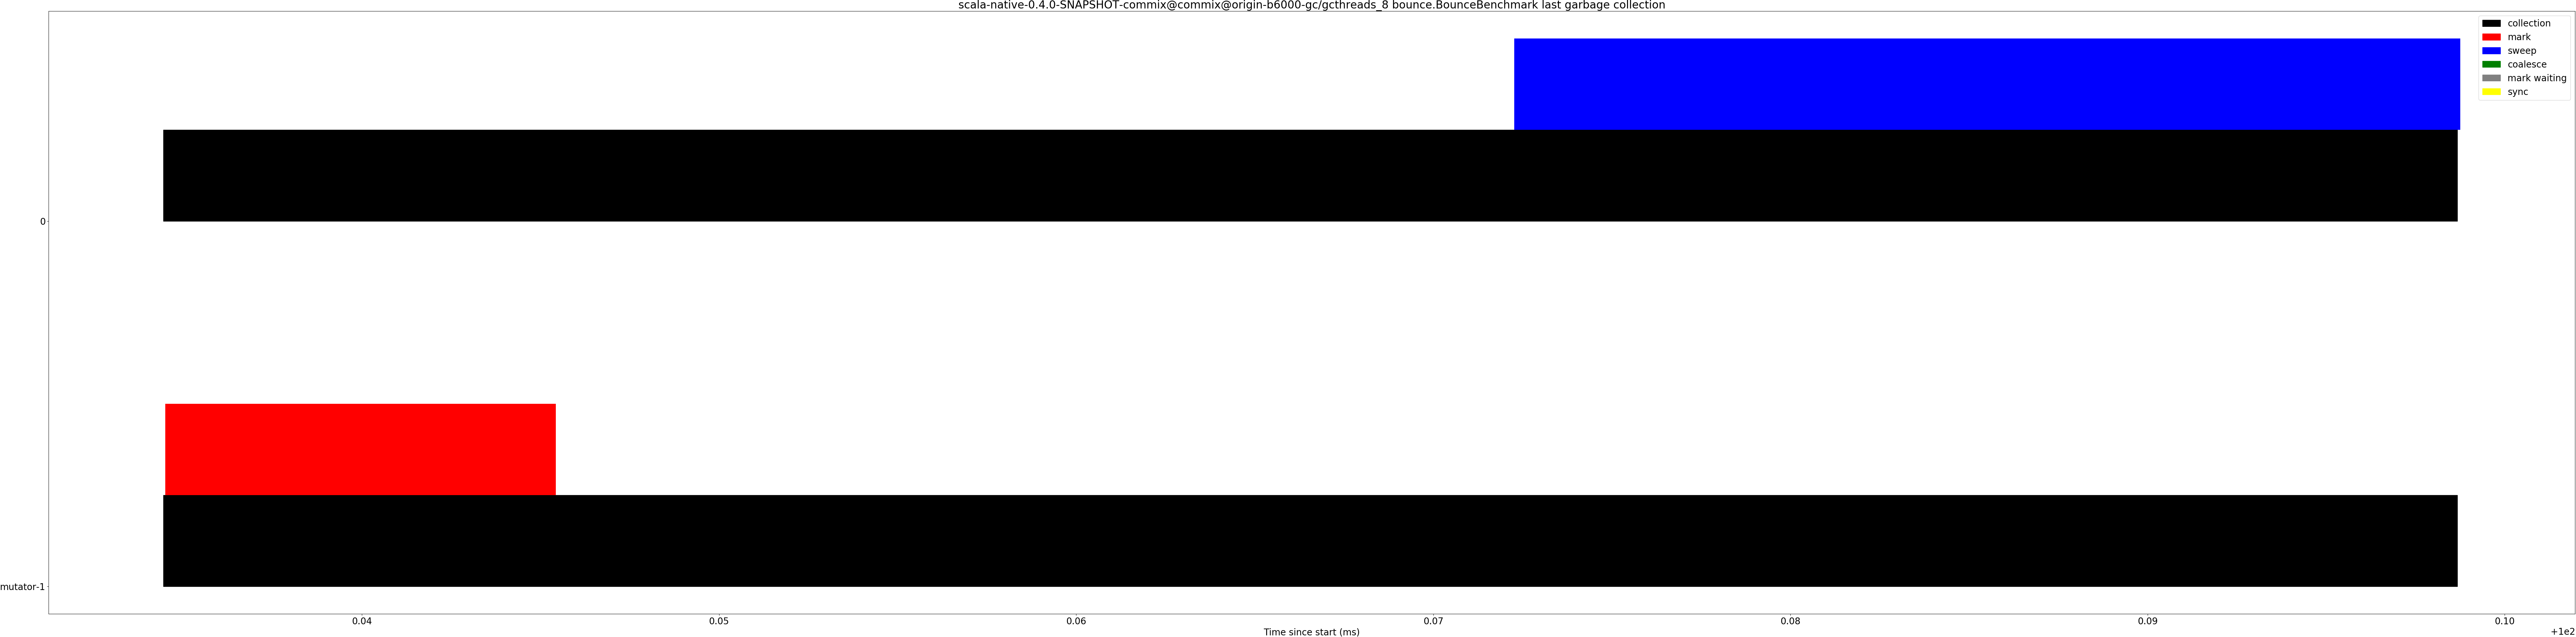 scala-native-0.4.0-SNAPSHOT-commix@commix@origin-b6000-gc/gcthreads_8 bounce.BounceBenchmark last garbage collection
collection
mark
sweep
coalesce
mark waiting
sync
0
mutator-1
0.04 0.05 0.06 0.07 0.08 0.09 0.10
Time since start (ms)
+1e2